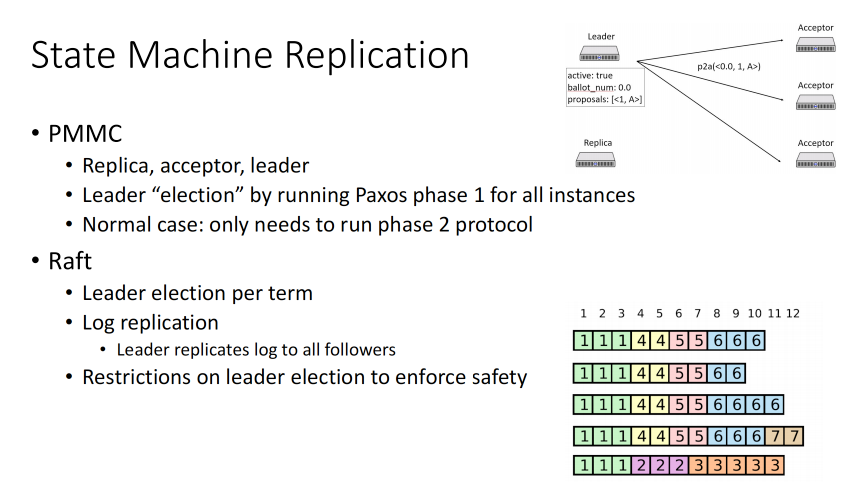 State Machine Replication
• PMMC
• Replica, acceptor, leader
• Leader “election” by running Paxos phase 1 for all instances
• Normal case: only needs to run phase 2 protocol
• Raft
• Leader election per term
• Log replication
• Leader replicates log to all followers
• Restrictions on leader election to enforce safety
Leader
active: true
ballot_num: 0.0
proposals: [<1, A>]
Replica
p2a(<0.0, 1, A>)
Acceptor
Acceptor
Acceptor
1 2 3 4 5 6 7 8 9 10 11 12
1 1 1 4 4 5 5 6 6 6
1 1 1 4 4 5 5 6 6
1 1 1 4 4 5 5 6 6 6 6
1 1 1 4 4 5 5 6 6 6 7 7
1 1 1 2 2 2 3 3 3 3 3